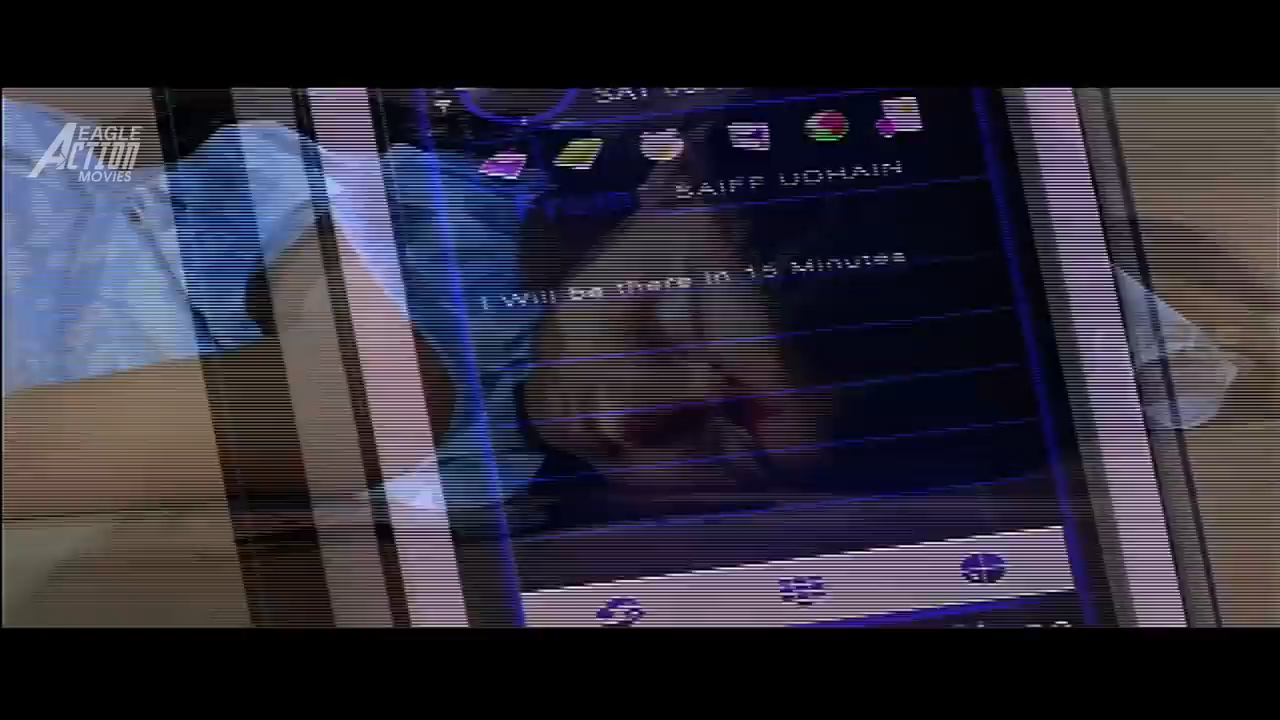 EAGLE
ACTION
MOVIES
SAIFF UDHAIN
I Will be there in 15 Minutes